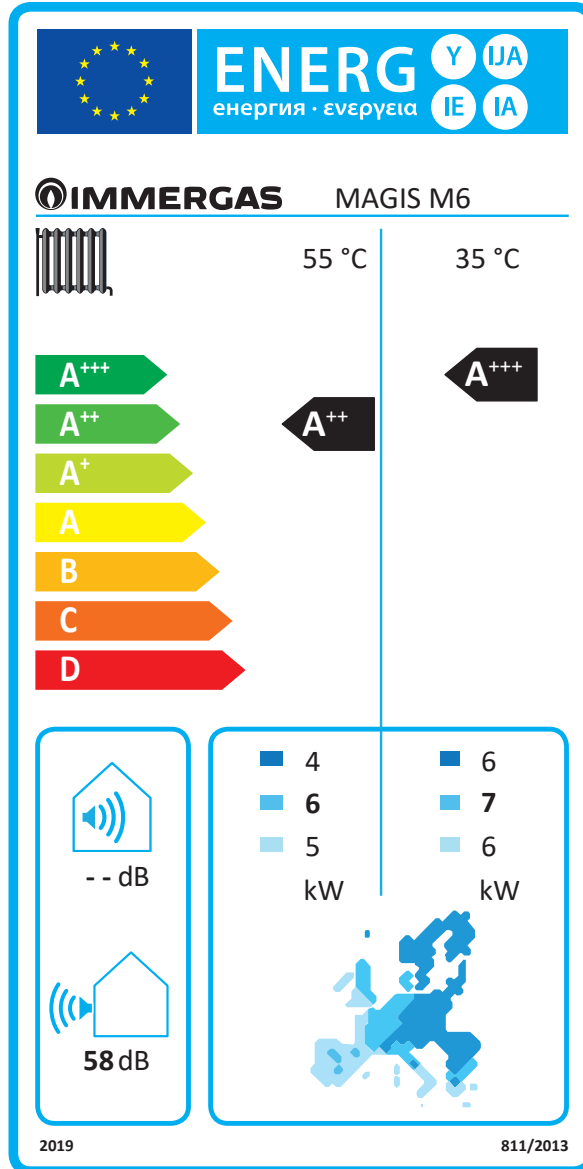 ENERG Y IJA
енергия · ενεργεια IE IA
IMMERGAS MAGIS M6
55 °C 35 °C
A+++ A+++
A++ A++
A+
A
B
C
D
4 6
6 7
5 6
kW kW
-- dB
58 dB
2019 811/2013